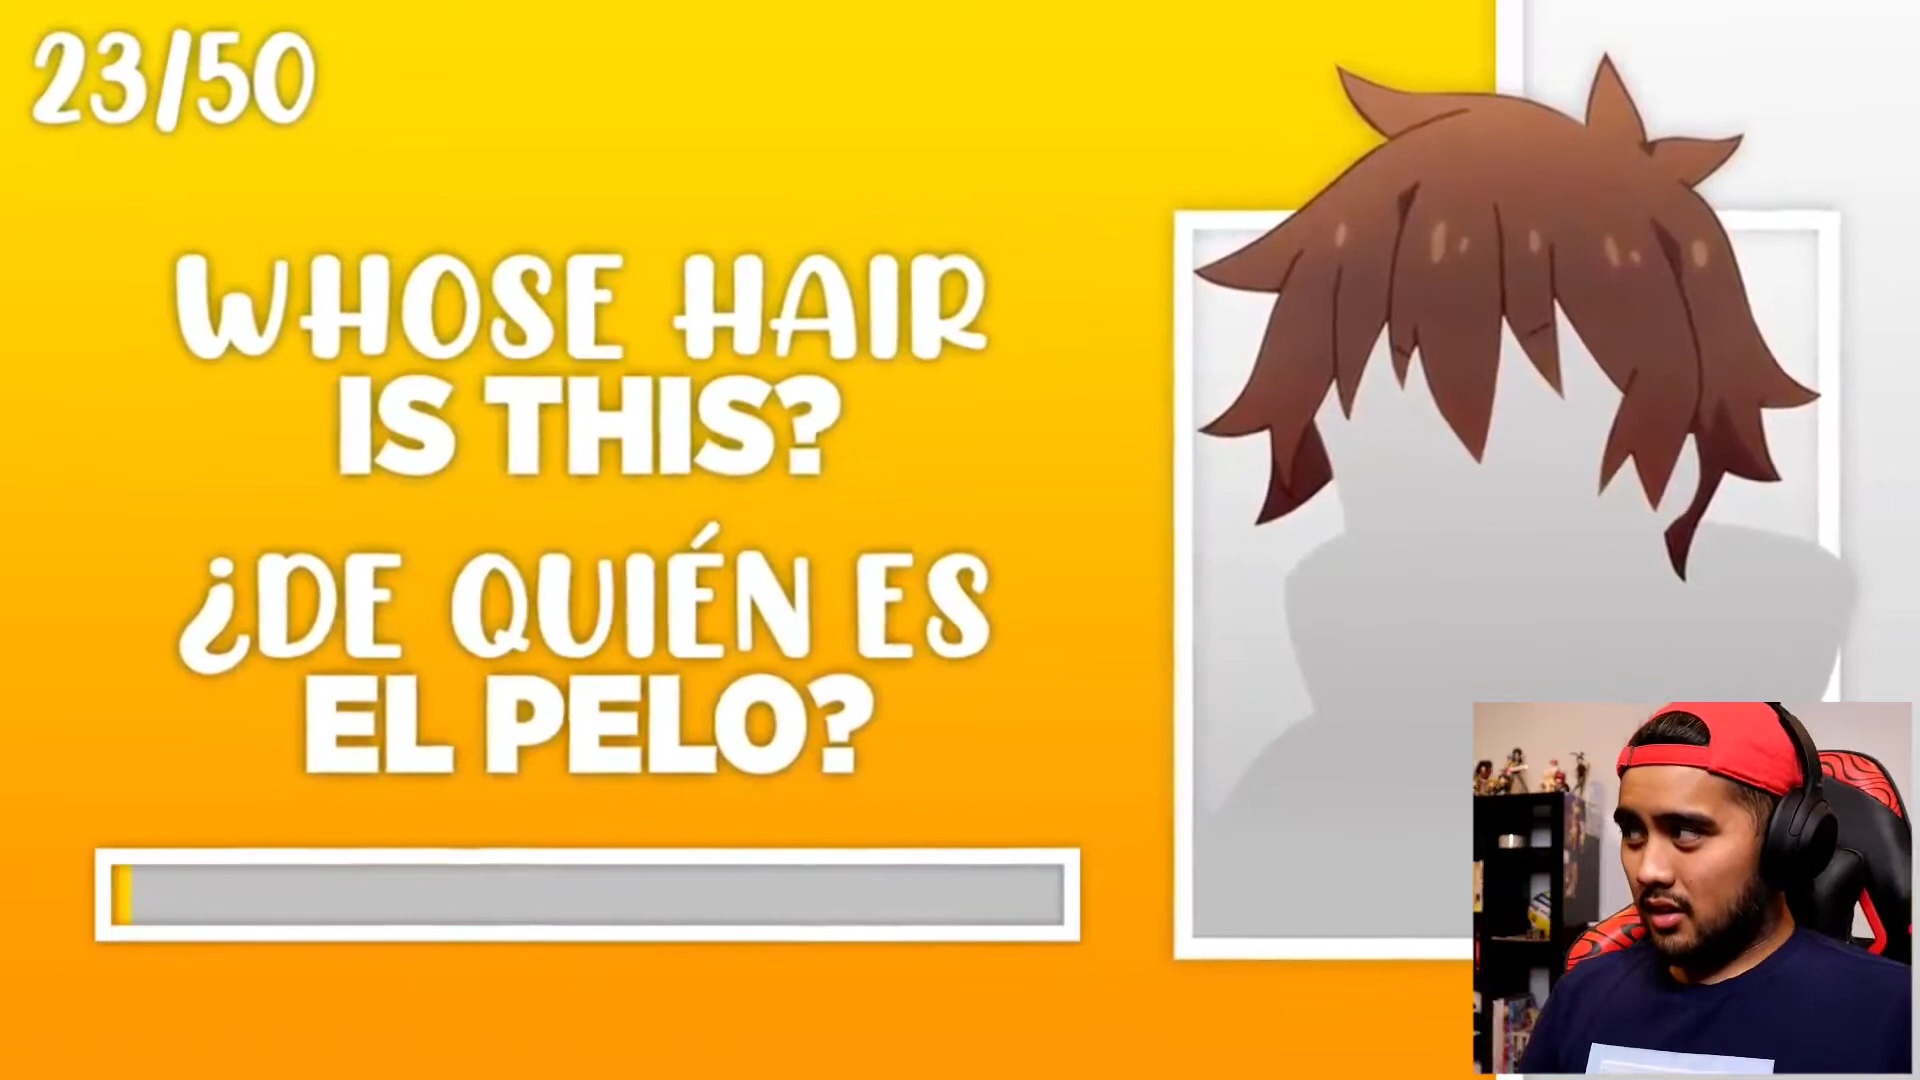 23/50
WHOSE HAIR
IS THIS?
¿DE QUIÉN ES
EL PELO?